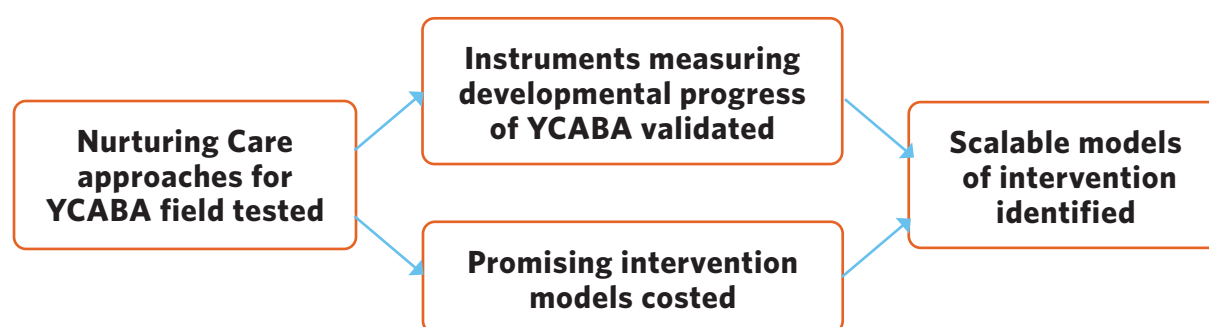 Nurturing Care
approaches for
YCABA field tested
Instruments measuring
developmental progress
of YCABA validated
Promising intervention
models costed
Scalable models
of intervention
identified